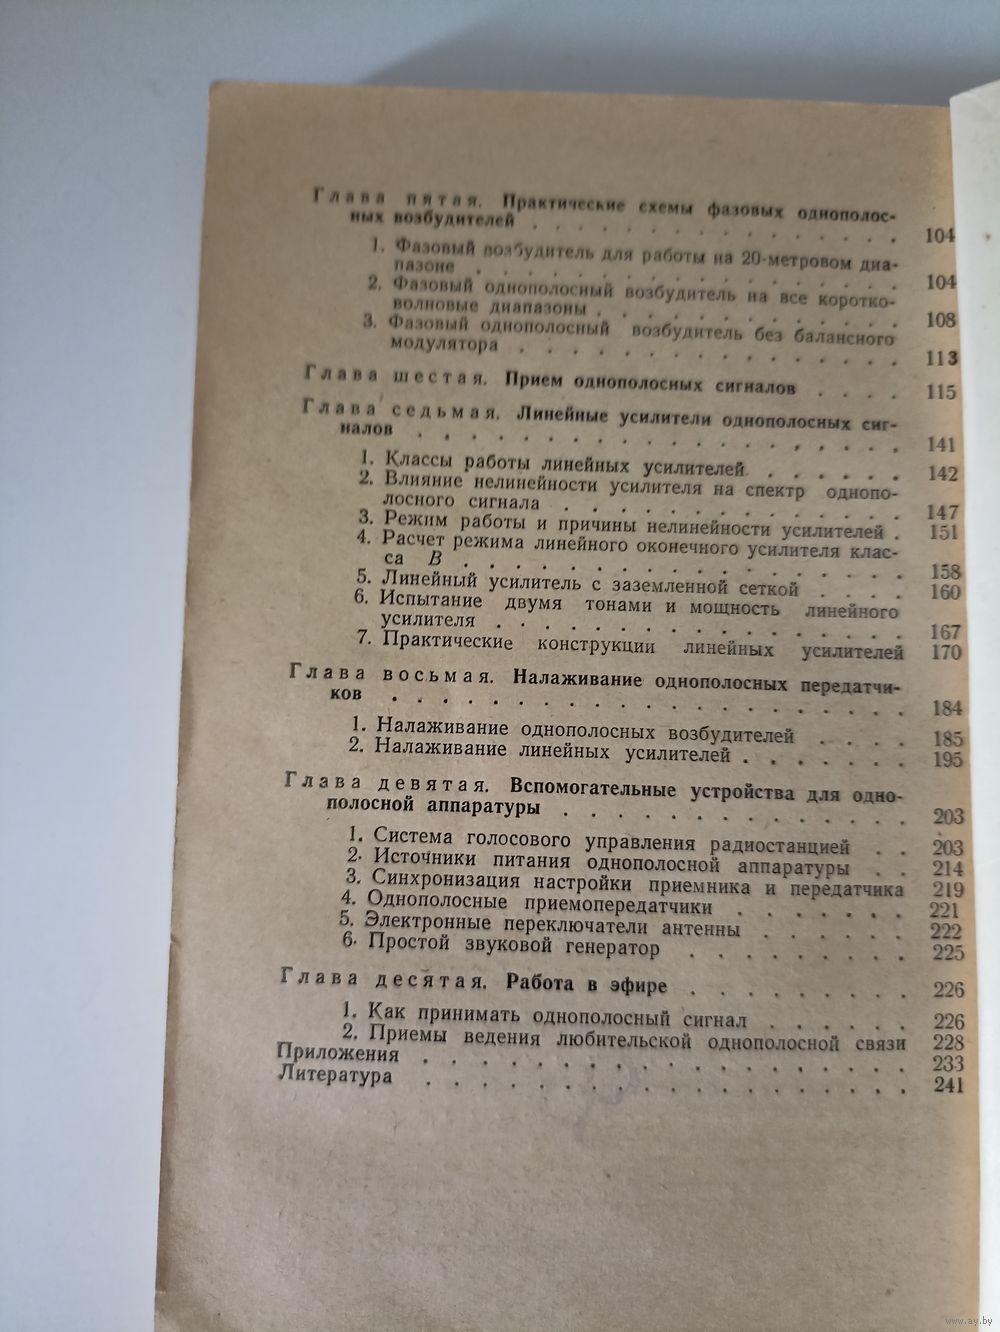 Глава пятая. Практические схемы фазовых однополос-
ных возбудителей . . . . . . . . . . . . . . . . 104
1. Фазовый возбудитель для работы на 20-метровом диа-
пазоне . . . . . . . . . . . . . . . . . 104
2. Фазовый однополосный возбудитель на все коротко-
волновые диапазоны . . . . . . . . . . . . 108
3. Фазовый однополосный возбудитель без балансного
модулятора . . . . . . . . . . . . . . . 113
Глава шестая. Прием однополосных сигналов . . . . 115
Глава седьмая. Линейные усилители однополосных сиг-
налов . . . . . . . . . . . . . . . . . . . 141
1. Классы работы линейных усилителей . . . . . . 142
2. Влияние нелинейности усилителя на спектр однопо-
лосного сигнала . . . . . . . . . . . . . 147
3. Режим работы и причины нелинейности усилителей . 151
4. Расчет режима линейного оконечного усилителя клас-
са В . . . . . . . . . . . . . . . . . 158
5. Линейный усилитель с заземленной сеткой . . . . 160
6. Испытание двумя тонами и мощность линейного
усилителя . . . . . . . . . . . . . . . . 167
7. Практические конструкции линейных усилителей 170
Глава восьмая. Налаживание однополосных передатчи-
ков . . . . . . . . . . . . . . . . . . . . 184
1. Налаживание однополосных возбудителей . . . . 185
2. Налаживание линейных усилителей . . . . . . . 195
Глава девятая. Вспомогательные устройства для одно-
полосной аппаратуры . . . . . . . . . . . . . 203
1. Система голосового управления радиостанцией . . 203
2. Источники питания однополосной аппаратуры . . 214
3. Синхронизация настройки приемника и передатчика 219
4. Однополосные приемопередатчики . . . . . . . 221
5. Электронные переключатели антенны . . . . . . 222
6. Простой звуковой генератор . . . . . . . . . 225
Глава десятая. Работа в эфире . . . . . . . . . 226
1. Как принимать однополосный сигнал . . . . . . 226
2. Приемы ведения любительской однополосной связи 228
Приложения . . . . . . . . . . . . . . . . . . 233
Литература . . . . . . . . . . . . . . . . . . 241
www.ay.by